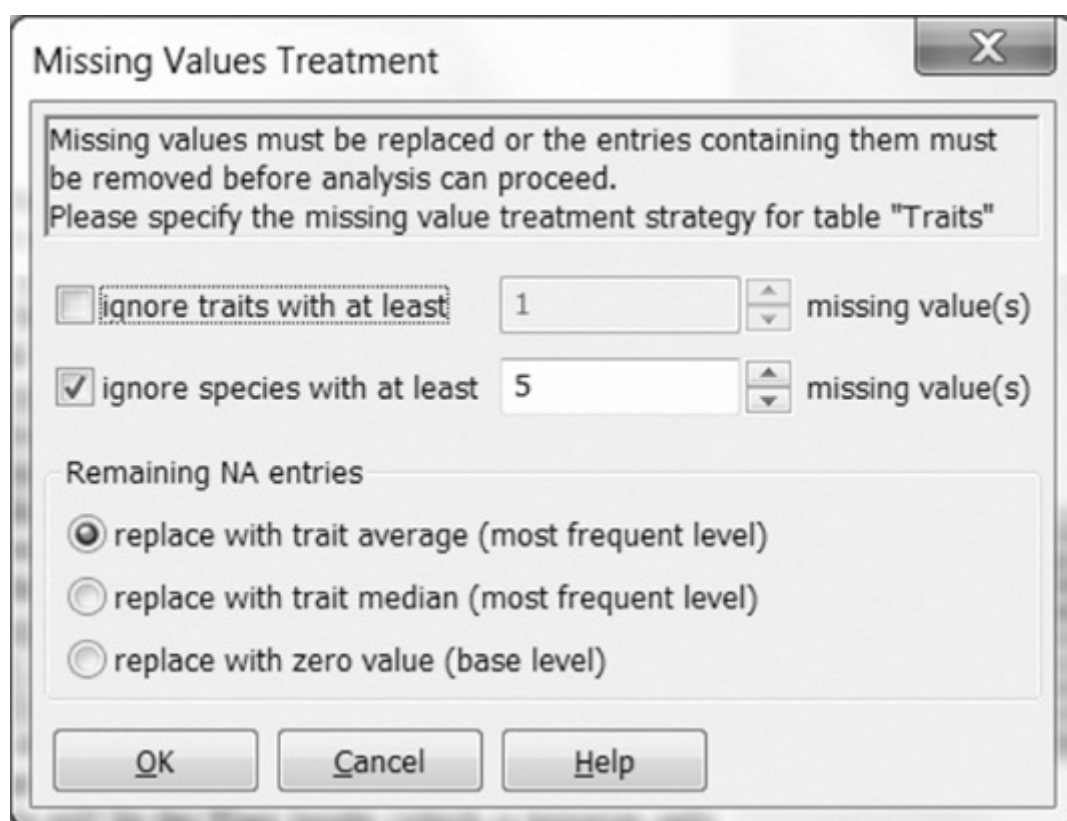 Missing Values Treatment
Missing values must be replaced or the entries containing them must
be removed before analysis can proceed.
Please specify the missing value treatment strategy for table "Traits"
ignore traits with at least 1 missing value(s)
ignore species with at least 5 missing value(s)
Remaining NA entries
replace with trait average (most frequent level)
replace with trait median (most frequent level)
replace with zero value (base level)
OK Cancel Help